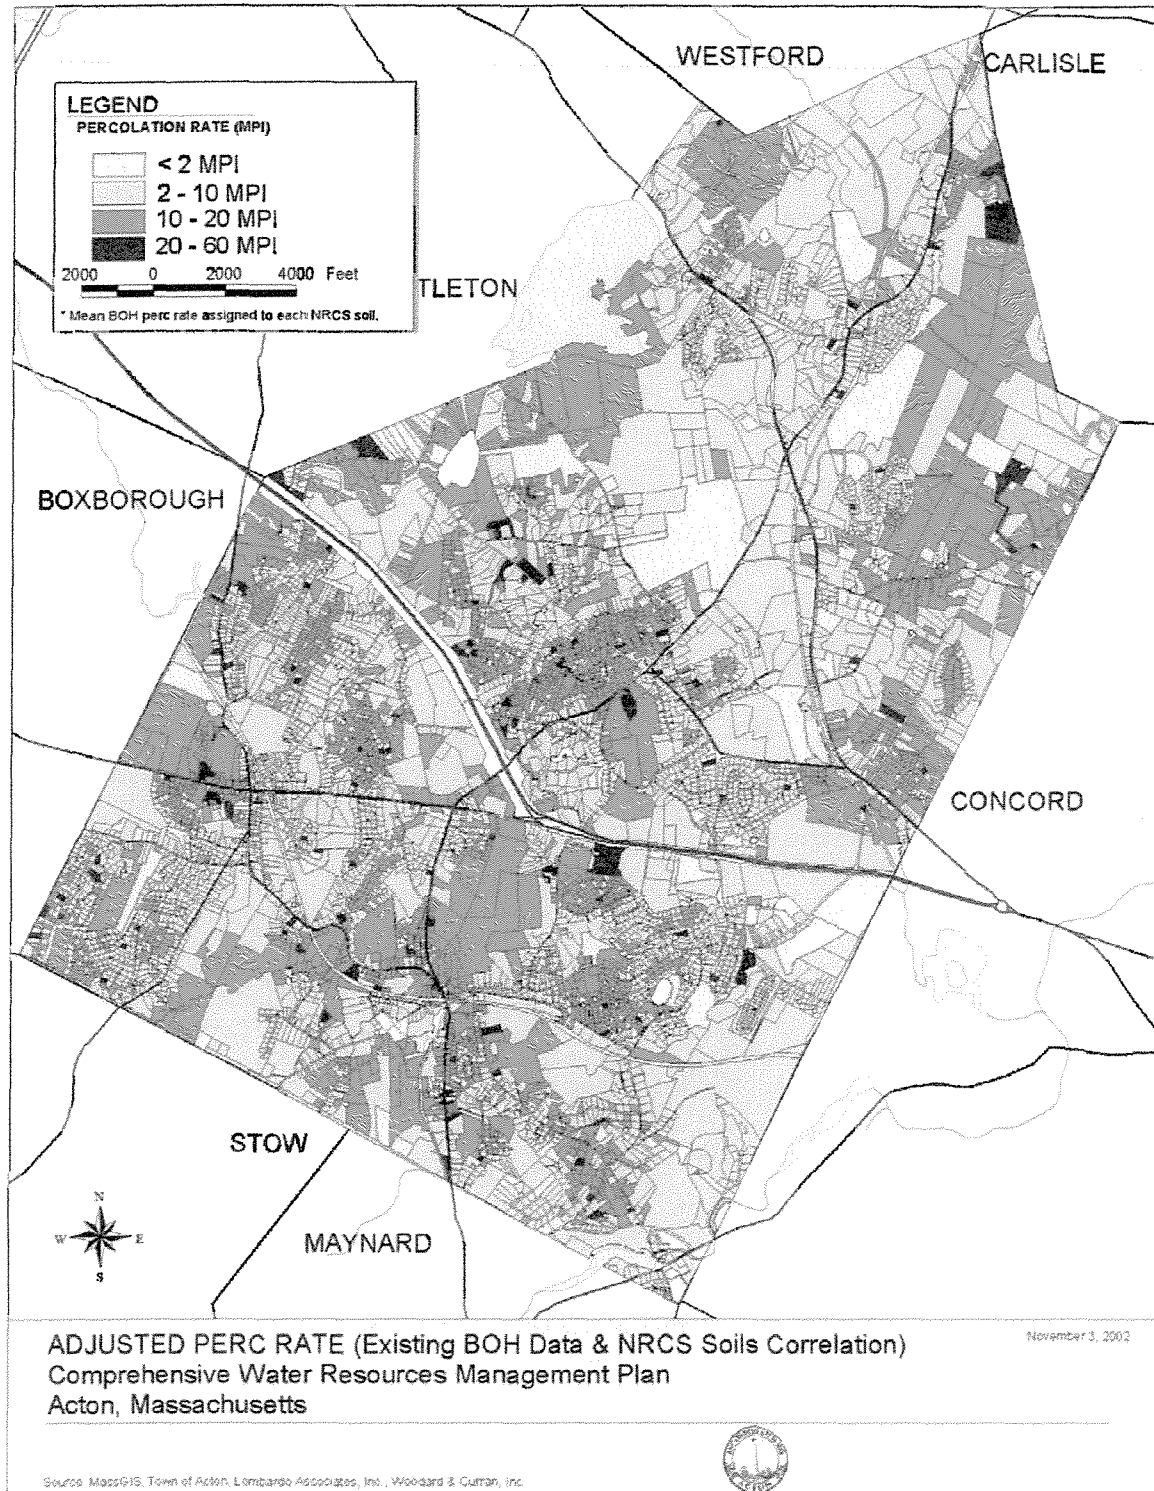 WESTFORD
CARLISLE
LEGEND
PERCOLATION RATE (MPI)
< 2 MPI
2 - 10 MPI
10 - 20 MPI
20 - 60 MPI
2000 0 2000 4000 Feet
* Mean BOH perc rate assigned to each NRCS soil.
TLETON
BOXBOROUGH
CONCORD
STOW
MAYNARD
N
W E
S
ADJUSTED PERC RATE (Existing BOH Data & NRCS Soils Correlation)
November 3, 2002
Comprehensive Water Resources Management Plan
Acton, Massachusetts
Source: MassGIS, Town of Acton, Lombardo Associates, Inc., Woodard & Curran, Inc.